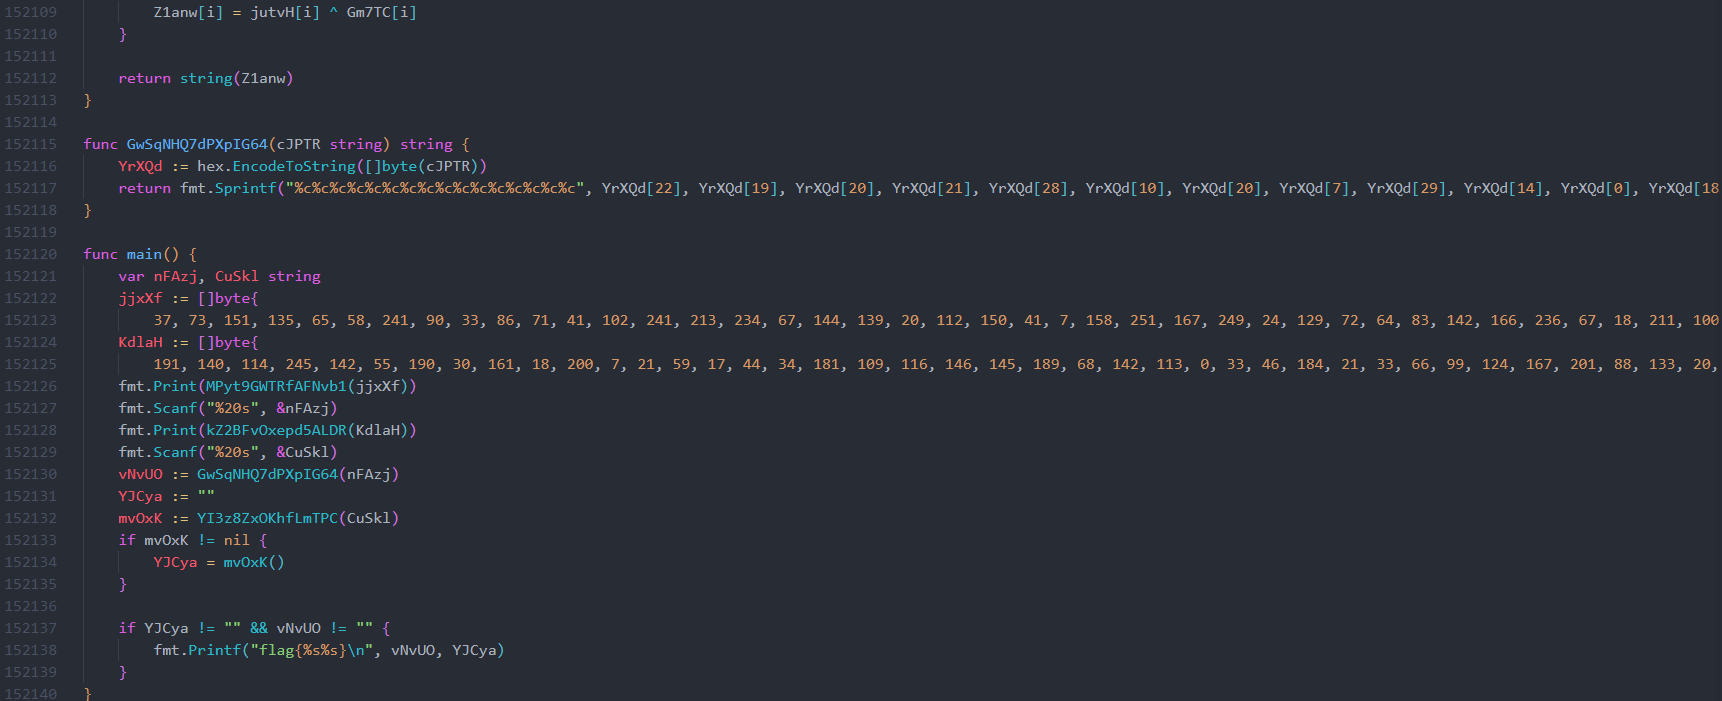 152109 Z1anw[i] = jutvH[i] ^ Gm7TC[i]
152110 }
152111
152112 return string(Z1anw)
152113 }
152114
152115 func GwSqNHQ7dPXpIG64(cJPTR string) string {
152116 YrXQd := hex.EncodeToString([]byte(cJPTR))
152117 return fmt.Sprintf("%c%c%c%c%c%c%c%c%c%c%c%c%c%c%c%c", YrXQd[22], YrXQd[19], YrXQd[20], YrXQd[21], YrXQd[28], YrXQd[10], YrXQd[20], YrXQd[7], YrXQd[29], YrXQd[14], YrXQd[0], YrXQd[18
152118 }
152119
152120 func main() {
152121 var nFAzj, CuSkl string
152122 jjxXf := []byte{
152123 37, 73, 151, 135, 65, 58, 241, 90, 33, 86, 71, 41, 102, 241, 213, 234, 67, 144, 139, 20, 112, 150, 41, 7, 158, 251, 167, 249, 24, 129, 72, 64, 83, 142, 166, 236, 67, 18, 211, 100
152124 KdlaH := []byte{
152125 191, 140, 114, 245, 142, 55, 190, 30, 161, 18, 200, 7, 21, 59, 17, 44, 34, 181, 109, 116, 146, 145, 189, 68, 142, 113, 0, 33, 46, 184, 21, 33, 66, 99, 124, 167, 201, 88, 133, 20,
152126 fmt.Print(MPyt9GWTRfAFNvb1(jjxXf))
152127 fmt.Scanf("%20s", &nFAzj)
152128 fmt.Print(kZ2BFvOxepd5ALDR(KdlaH))
152129 fmt.Scanf("%20s", &CuSkl)
152130 vNvUO := GwSqNHQ7dPXpIG64(nFAzj)
152131 YJCya := ""
152132 mvOxK := YI3z8ZxOKhfLmTPC(CuSkl)
152133 if mvOxK != nil {
152134 YJCya = mvOxK()
152135 }
152136
152137 if YJCya != "" && vNvUO != "" {
152138 fmt.Printf("flag{%s%s}\n", vNvUO, YJCya)
152139 }
152140 }